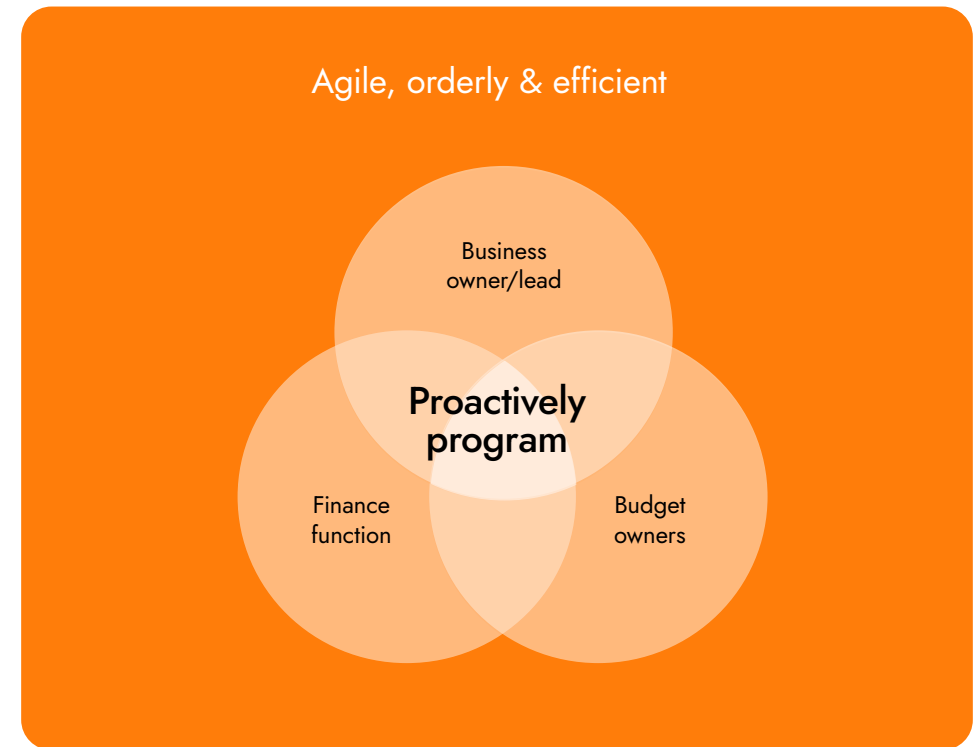 Agile, orderly & efficient
Business
owner/lead
Proactively
program
Finance
function
Budget
owners